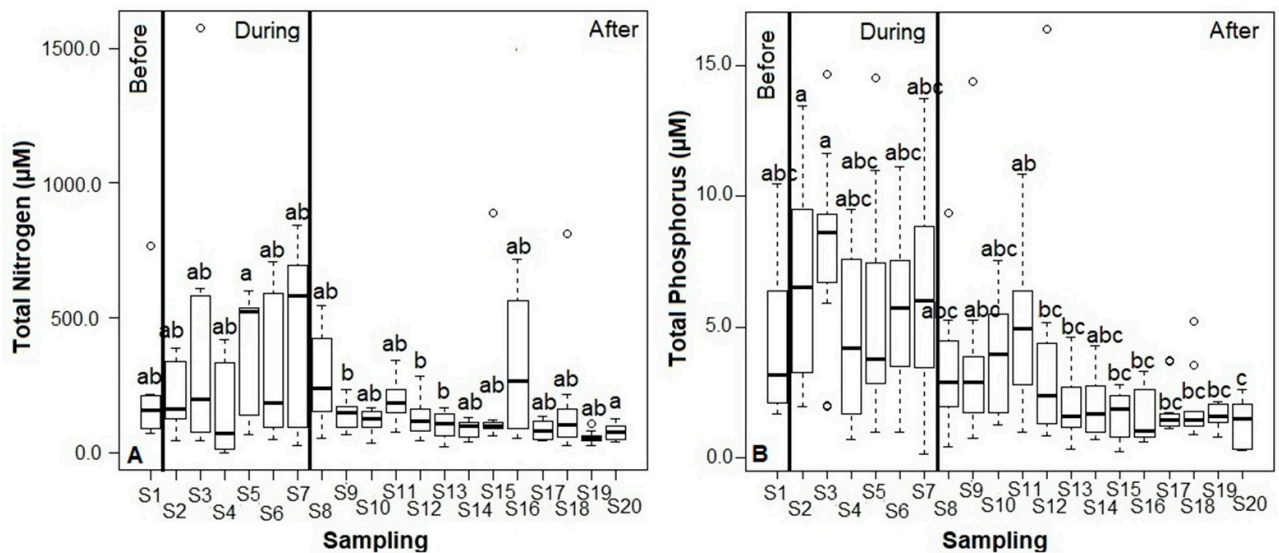 Before
During
After
Total Nitrogen (µM)
1500.0
1000.0
500.0
0.0
ab
ab
ab
ab
a
ab
ab
ab
b
ab
ab
b
b
ab
ab
ab
ab
ab
ab
a
A
S1
S2
S3
S4
S5
S6
S7
S8
S9
S10
S11
S12
S13
S14
S15
S16
S17
S18
S19
S20
Sampling
Before
During
After
Total Phosphorus (µM)
15.0
10.0
5.0
0.0
abc
a
a
abc
abc
abc
abc
abc
abc
abc
ab
bc
bc
abc
bc
bc
bc
bc
bc
c
B
S1
S2
S3
S4
S5
S6
S7
S8
S9
S10
S11
S12
S13
S14
S15
S16
S17
S18
S19
S20
Sampling